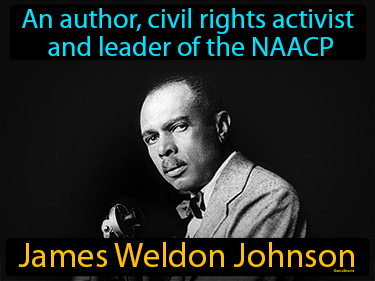 An author, civil rights activist
and leader of the NAACP
James Weldon Johnson